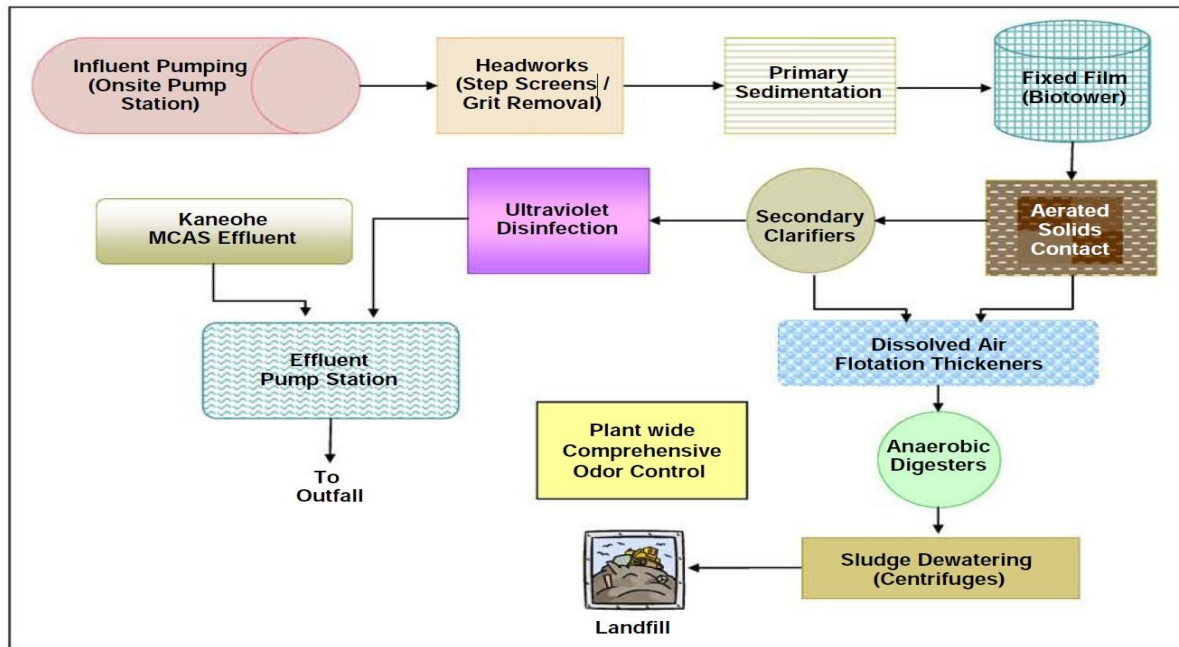 Influent Pumping
(Onsite Pump
Station)
Headworks
(Step Screens /
Grit Removal)
Primary
Sedimentation
Fixed Film
(Biotower)
Kaneohe
MCAS Effluent
Ultraviolet
Disinfection
Secondary
Clarifiers
Aerated
Solids
Contact
Effluent
Pump Station
Dissolved Air
Flotation Thickeners
To
Outfall
Plant wide
Comprehensive
Odor Control
Anaerobic
Digesters
Sludge Dewatering
(Centrifuges)
Landfill